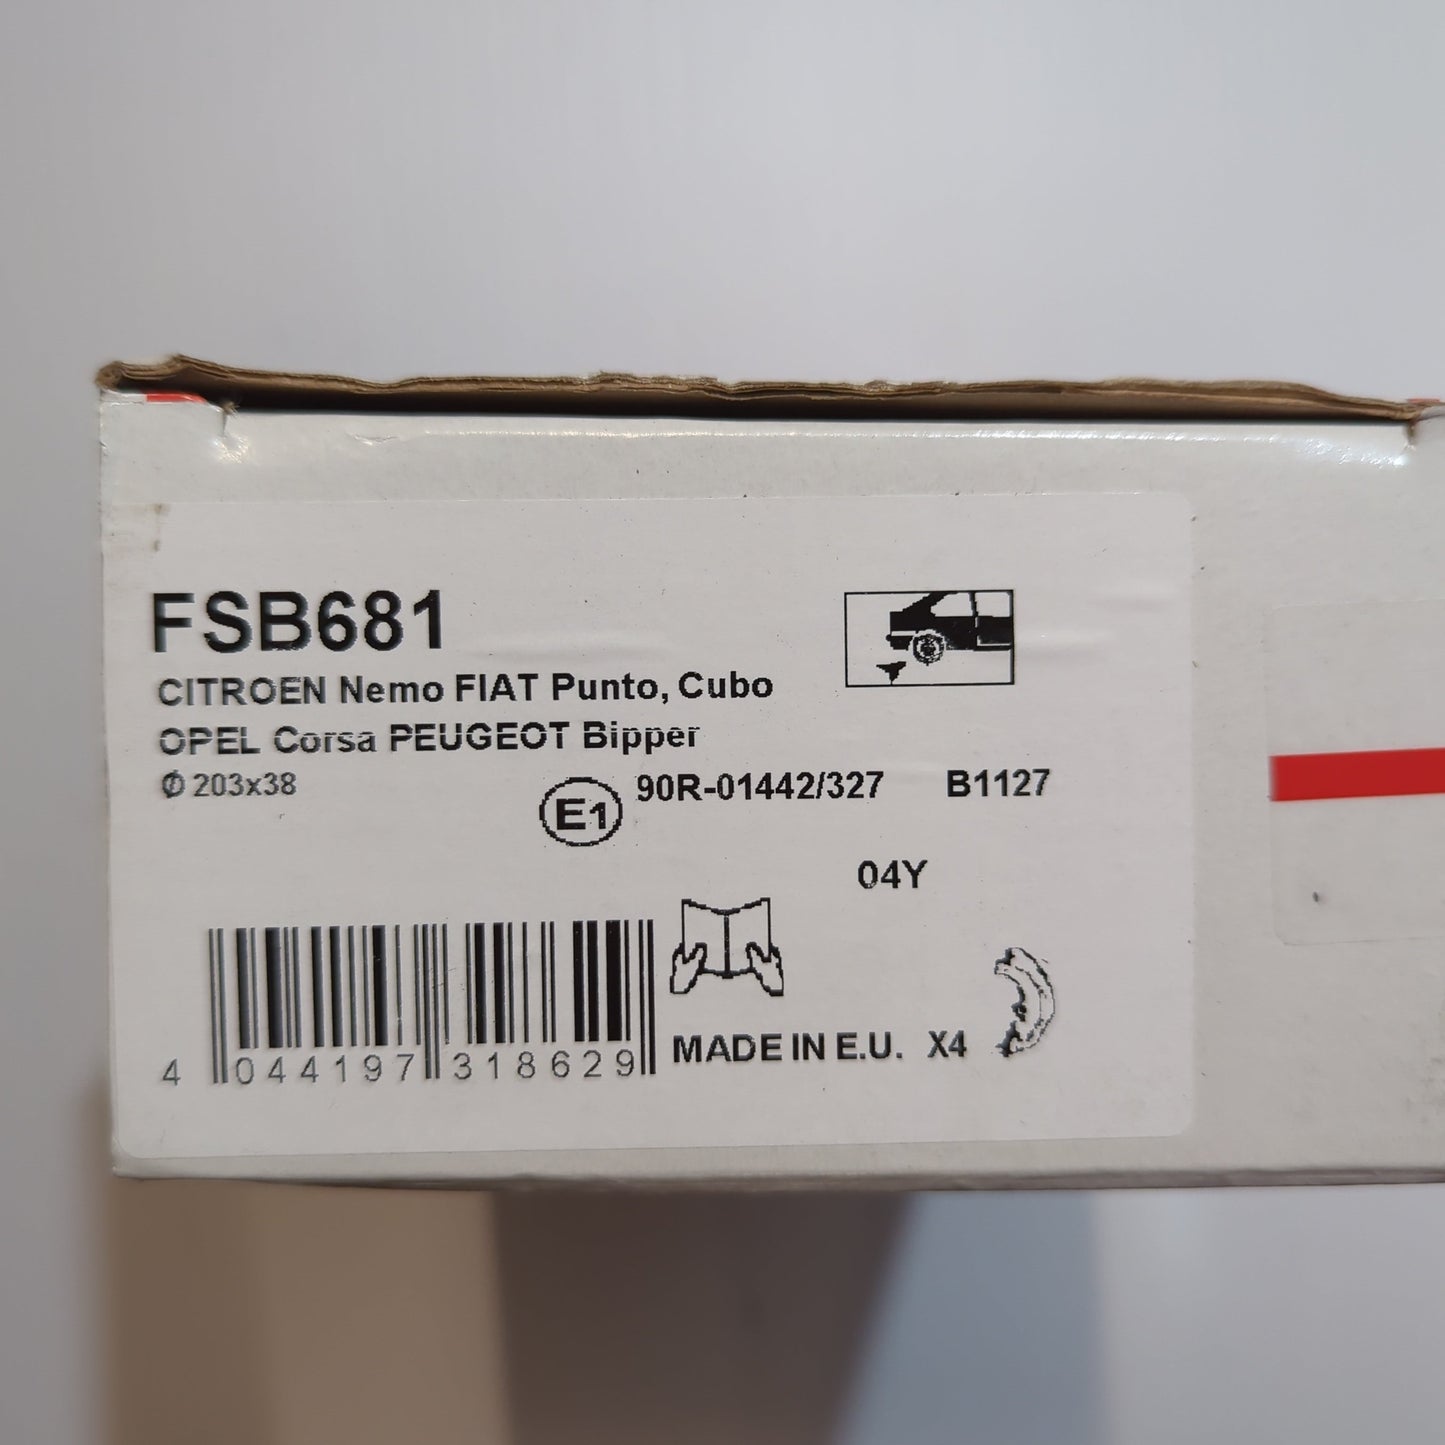 FSB681
CITROEN Nemo FIAT Punto, Cubo
OPEL Corsa PEUGEOT Bipper
Ø 203x38
E1 90R-01442/327 B1127
04Y
MADE IN E.U. X4
4 044197 318629